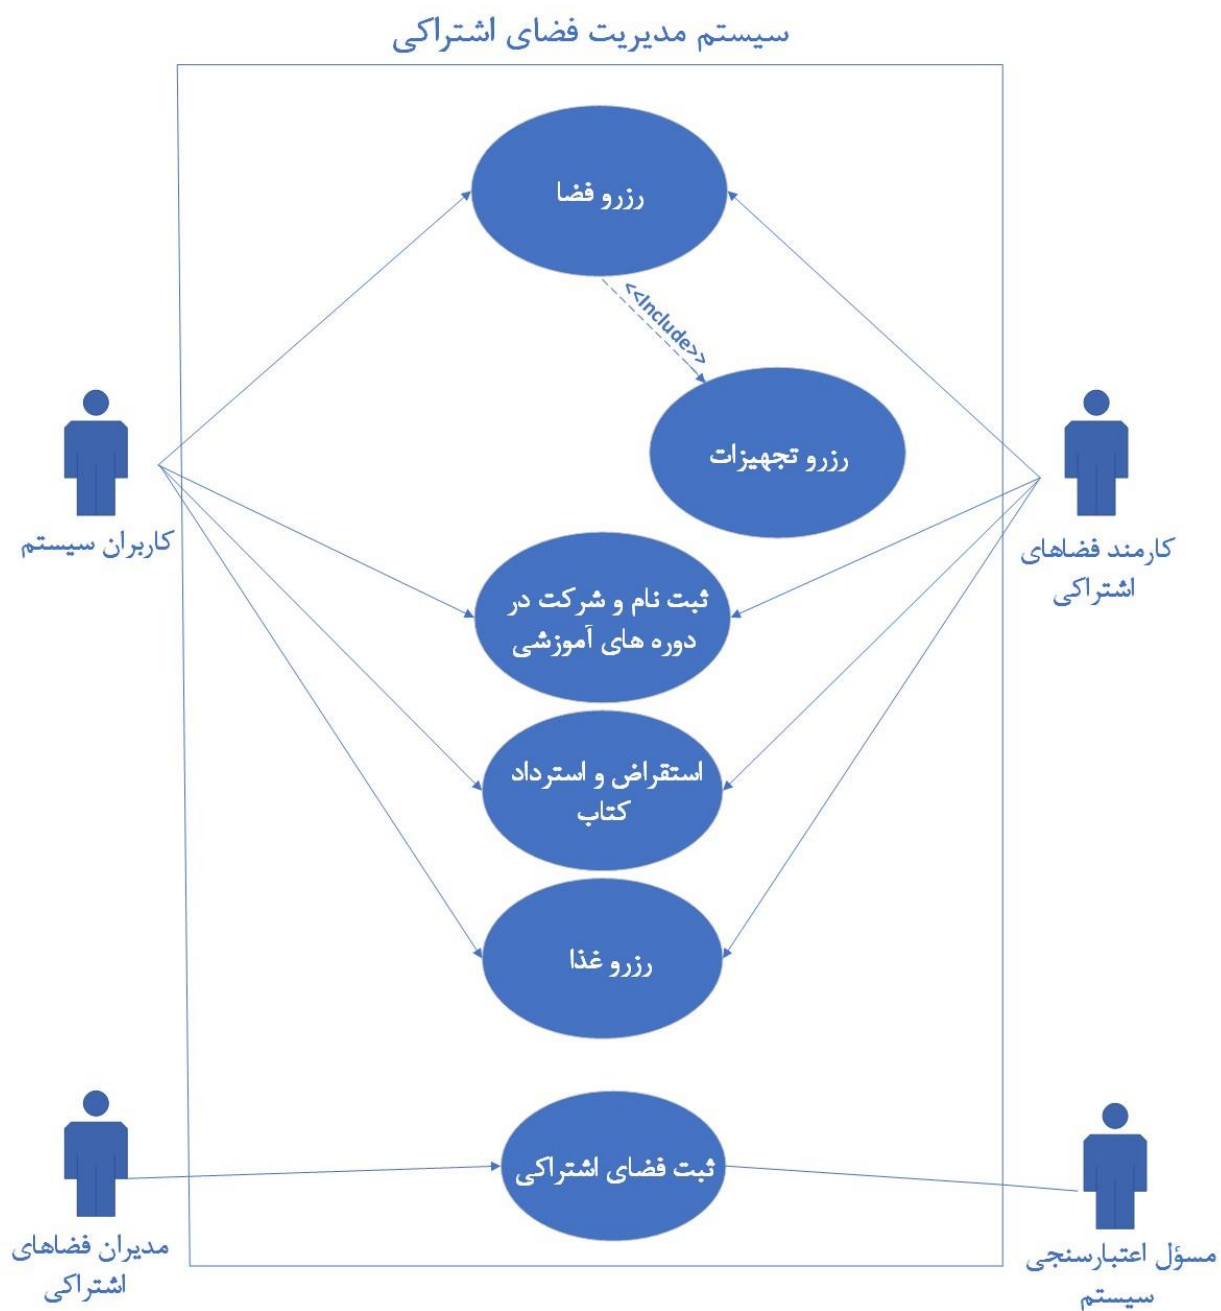 سیستم مدیریت فضای اشتراکی
رزرو فضا
<<Include>>
رزرو تجهیزات
کاربران سیستم
کارمند فضاهای
اشتراکی
ثبت نام و شرکت در
دوره های آموزشی
استقراض و استرداد
کتاب
رزرو غذا
ثبت فضای اشتراکی
مدیران فضاهای
اشتراکی
مسؤل اعتبارسنجی
سیستم